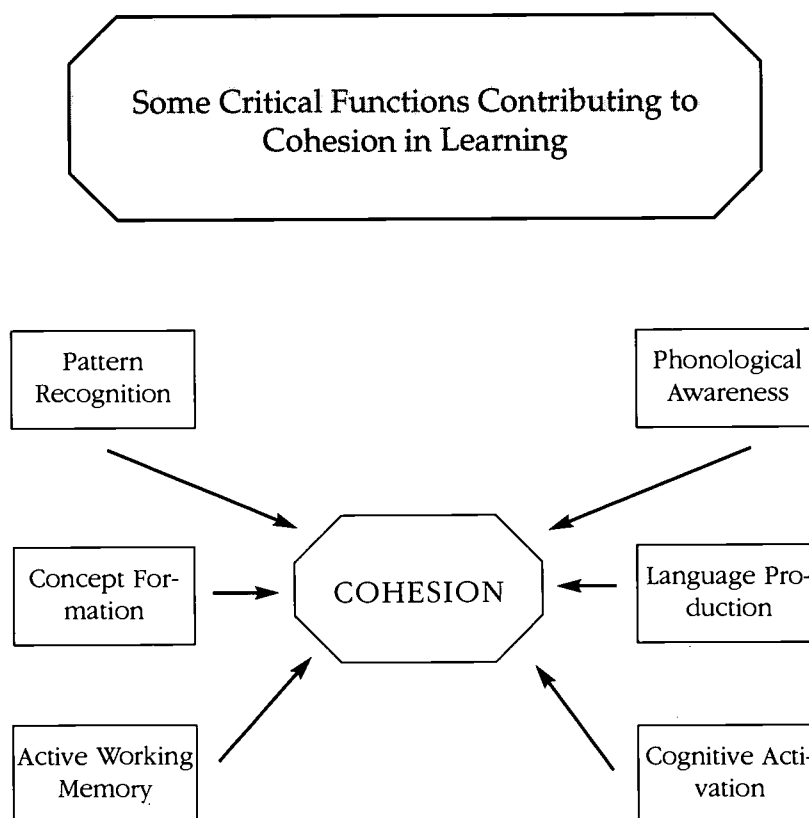 Some Critical Functions Contributing to
Cohesion in Learning
Pattern
Recognition
Phonological
Awareness
Concept For-
mation
COHESION
Language Pro-
duction
Active Working
Memory
Cognitive Acti-
vation